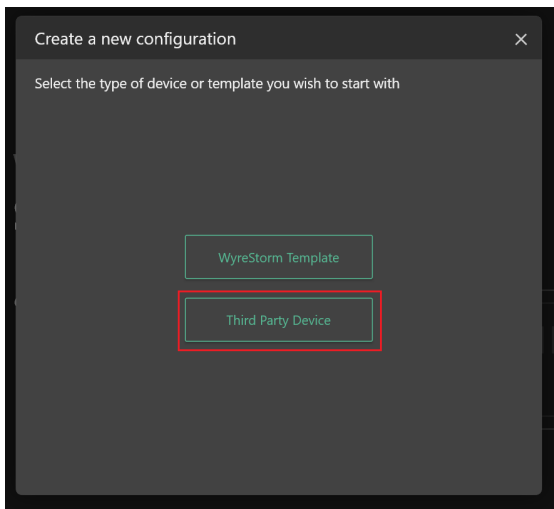 Create a new configuration
Select the type of device or template you wish to start with
WyreStorm Template
Third Party Device